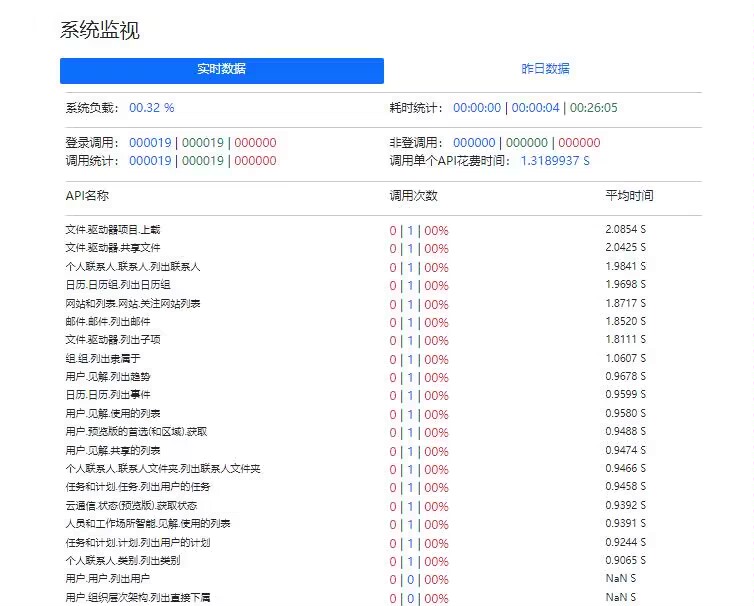 系统监视
实时数据 昨日数据
系统负载： 00.32 % 耗时统计： 00:00:00 | 00:00:04 | 00:26:05
登录调用： 000019 | 000019 | 000000 非登调用： 000000 | 000000 | 000000
调用统计： 000019 | 000019 | 000000 调用单个API花费时间： 1.3189937 S
API名称 调用次数 平均时间
文件.驱动器项目.上载 0 | 1 | 00% 2.0854 S
文件.驱动器.共享文件 0 | 1 | 00% 2.0425 S
个人联系人.联系人.列出联系人 0 | 1 | 00% 1.9841 S
日历.日历组.列出日历组 0 | 1 | 00% 1.9698 S
网站和列表.网站.关注网站列表 0 | 1 | 00% 1.8717 S
邮件.邮件.列出邮件 0 | 1 | 00% 1.8520 S
文件.驱动器.列出子项 0 | 1 | 00% 1.8111 S
组.组.列出隶属于 0 | 1 | 00% 1.0607 S
用户.见解.列出趋势 0 | 1 | 00% 0.9678 S
日历.日历.列出事件 0 | 1 | 00% 0.9599 S
用户.见解.使用的列表 0 | 1 | 00% 0.9580 S
用户.预览版的首选(和区域).获取 0 | 1 | 00% 0.9488 S
用户.见解.共享的列表 0 | 1 | 00% 0.9474 S
个人联系人.联系人文件夹.列出联系人文件夹 0 | 1 | 00% 0.9466 S
任务和计划.任务.列出用户的任务 0 | 1 | 00% 0.9458 S
云通信.状态(预览版).获取状态 0 | 1 | 00% 0.9392 S
人员和工作场所智能.见解.使用的列表 0 | 1 | 00% 0.9391 S
任务和计划.计划.列出用户的计划 0 | 1 | 00% 0.9244 S
个人联系人.类别.列出类别 0 | 1 | 00% 0.9065 S
用户.用户.列出用户 0 | 0 | 00% NaN S
用户.组织层次架构.列出直接下属 0 | 0 | 00% NaN S